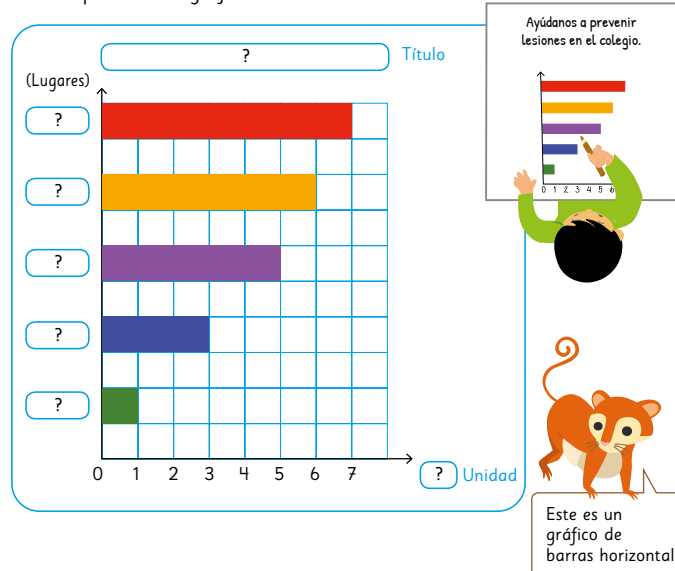 Ayúdanos a prevenir
lesiones en el colegio.
0 1 2 3 4 5 6
? Título
(Lugares)
?
?
?
?
?
0 1 2 3 4 5 6 7
? Unidad
Este es un
gráfico de
barras horizontal